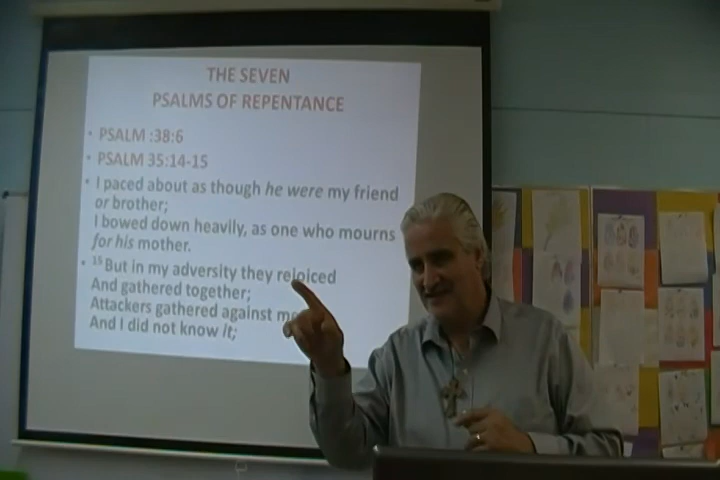 THE SEVEN
PSALMS OF REPENTANCE
• PSALM :38:6
• PSALM 35:14-15
• I paced about as though he were my friend
or brother;
I bowed down heavily, as one who mourns
for his mother.
• 15 But in my adversity they rejoiced
And gathered together;
Attackers gathered against me
And I did not know it;